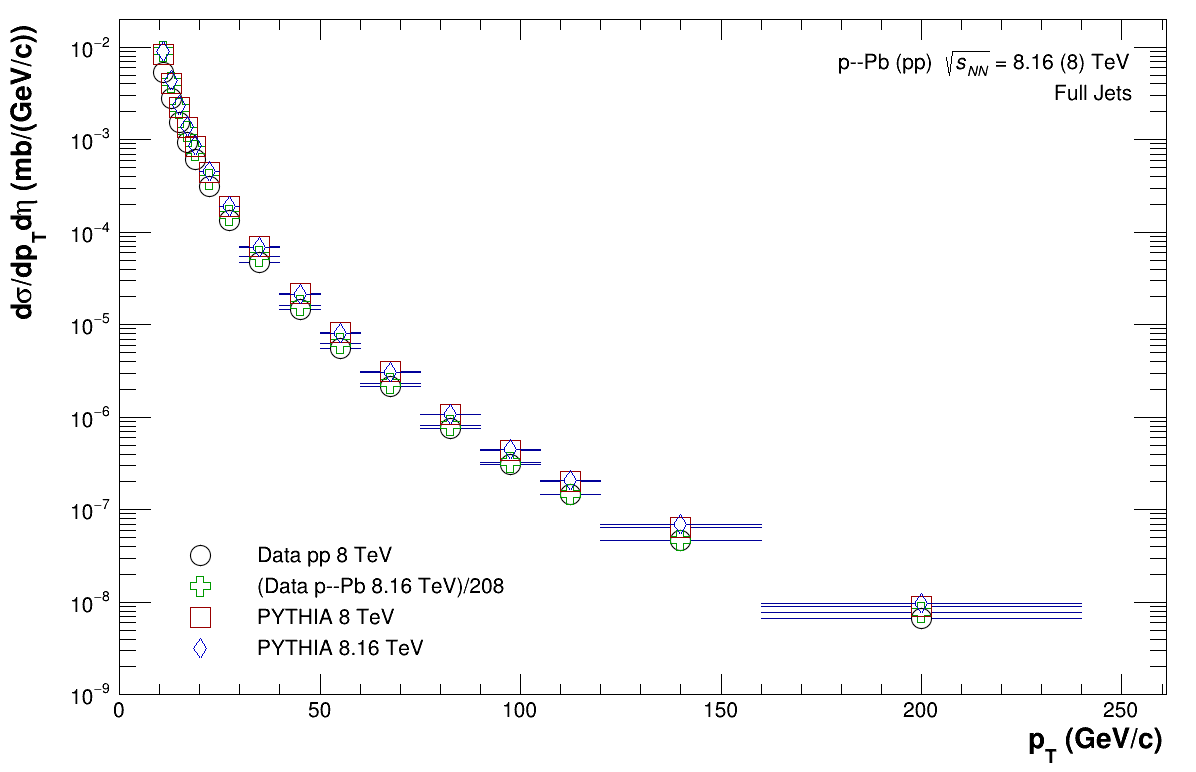 dσ/dp_T dη (mb/(GeV/c))
p--Pb (pp) √s_NN = 8.16 (8) TeV
Full Jets
10⁻²
10⁻³
10⁻⁴
10⁻⁵
10⁻⁶
10⁻⁷
10⁻⁸
10⁻⁹
Data pp 8 TeV
(Data p--Pb 8.16 TeV)/208
PYTHIA 8 TeV
PYTHIA 8.16 TeV
0 50 100 150 200 250
p_T (GeV/c)